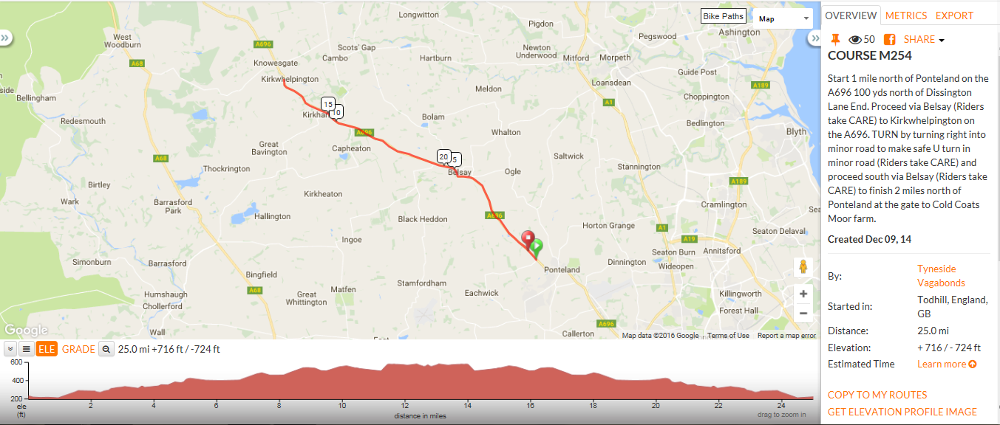 Longwitton
Bike Paths
Map
Pigdon
West
Woodburn
A696
Scots' Gap
Pegswood
Ashington
Knowesgate
Cambo
Hartburn
Newton
Underwood
Mitford
Morpeth
A68
Kirkwhelpington
Loansdean
Guide Post
side
Bellingham
Meldon
A189
Choppington
A1
15
10
Kirkhar
Redesmouth
Bolam
Bedlington
A696
Whalton
Blyth
Great
Bavington
Capheaton
A68
20
5
Saltwick
Thockrington
Belsay
Ogle
Stannington
A189
Birtley
Kirkheaton
Wark
Barrasford
Park
Cramlington
Hallington
A696
Black Heddon
Horton Grange
A1
Sea
Seaton Delaval
Ingoe
A19
Seaton Burn
Annitsford
Simonburn
Barrasford
Dinnington
Wideopen
Ponteland
Bingfield
Stamfordham
A68
Matfen
Eachwick
Killingworth
Humshaugh
Chollerford
Great
Whittington
Forest Hall
A696
Wall
Callerton
Google
Map data ©2016 Google
Terms of Use
Report a map error
ELE
GRADE
25.0 mi +716 ft / -724 ft
600
400
200
ele
(ft)
2 4 6 8 10 12 14 16 18 20 22 24
distance in miles
drag to zoom in
OVERVIEW METRICS EXPORT
50 SHARE
COURSE M254
Start 1 mile north of Ponteland on the
A696 100 yds north of Dissington
Lane End. Proceed via Belsay (Riders
take CARE) to Kirkwhelpington on
the A696. TURN by turning right into
minor road to make safe U turn in
minor road (Riders take CARE) and
proceed south via Belsay (Riders take
CARE) to finish 2 miles north of
Ponteland at the gate to Cold Coats
Moor farm.
Created Dec 09, 14
By: Tyneside
Vagabonds
Started in: Todhill, England,
GB
Distance: 25.0 mi
Elevation: + 716 / - 724 ft
Estimated Time Learn more
COPY TO MY ROUTES
GET ELEVATION PROFILE IMAGE